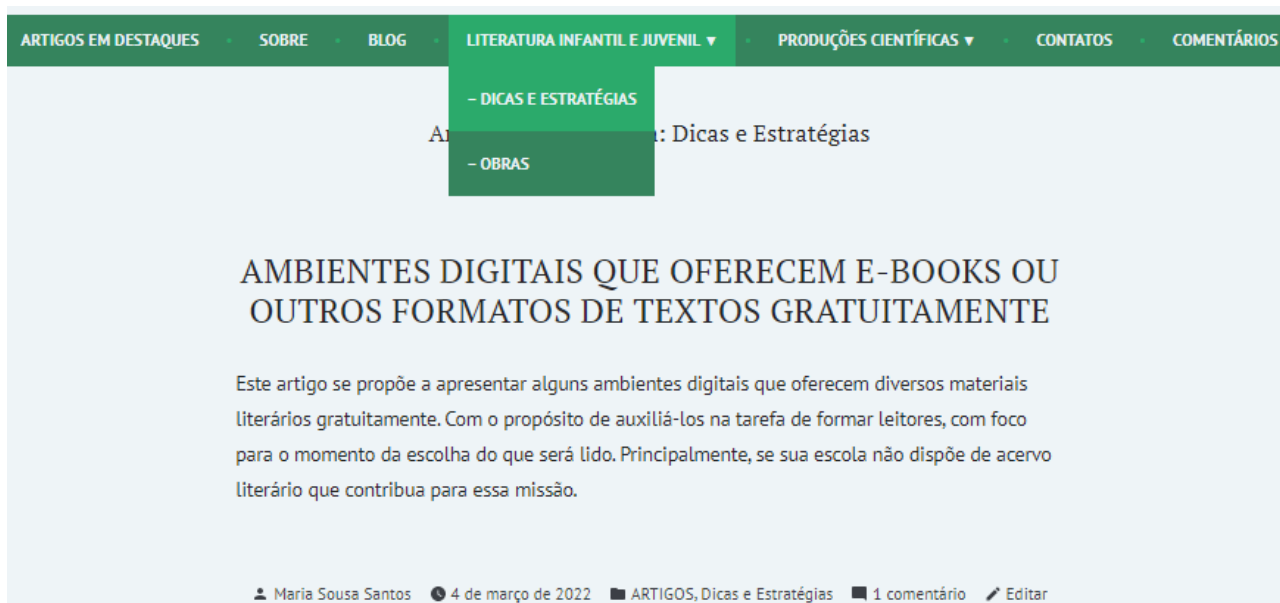 ARTIGOS EM DESTAQUES SOBRE BLOG LITERATURA INFANTIL E JUVENIL ▼ PRODUÇÕES CIENTÍFICAS ▼ CONTATOS COMENTÁRIOS
– DICAS E ESTRATÉGIAS
: Dicas e Estratégias
– OBRAS
AMBIENTES DIGITAIS QUE OFERECEM E-BOOKS OU
OUTROS FORMATOS DE TEXTOS GRATUITAMENTE
Este artigo se propõe a apresentar alguns ambientes digitais que oferecem diversos materiais
literários gratuitamente. Com o propósito de auxiliá-los na tarefa de formar leitores, com foco
para o momento da escolha do que será lido. Principalmente, se sua escola não dispõe de acervo
literário que contribua para essa missão.
Maria Sousa Santos 4 de março de 2022 ARTIGOS, Dicas e Estratégias 1 comentário Editar